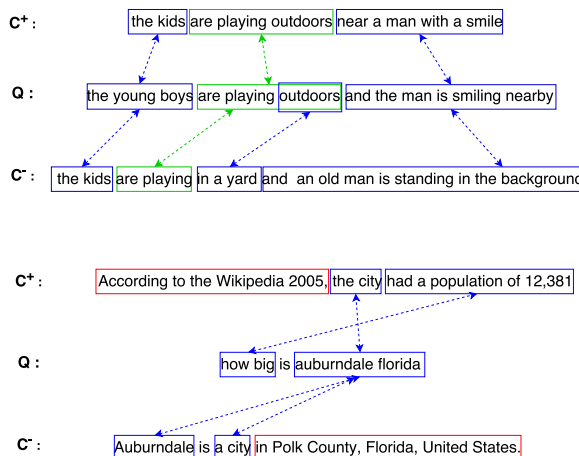 C+: the kids are playing outdoors near a man with a smile
Q: the young boys are playing outdoors and the man is smiling nearby
C-: the kids are playing in a yard and an old man is standing in the background
C+: According to the Wikipedia 2005, the city had a population of 12,381
Q: how big is auburndale florida
C-: Auburndale is a city in Polk County, Florida, United States.